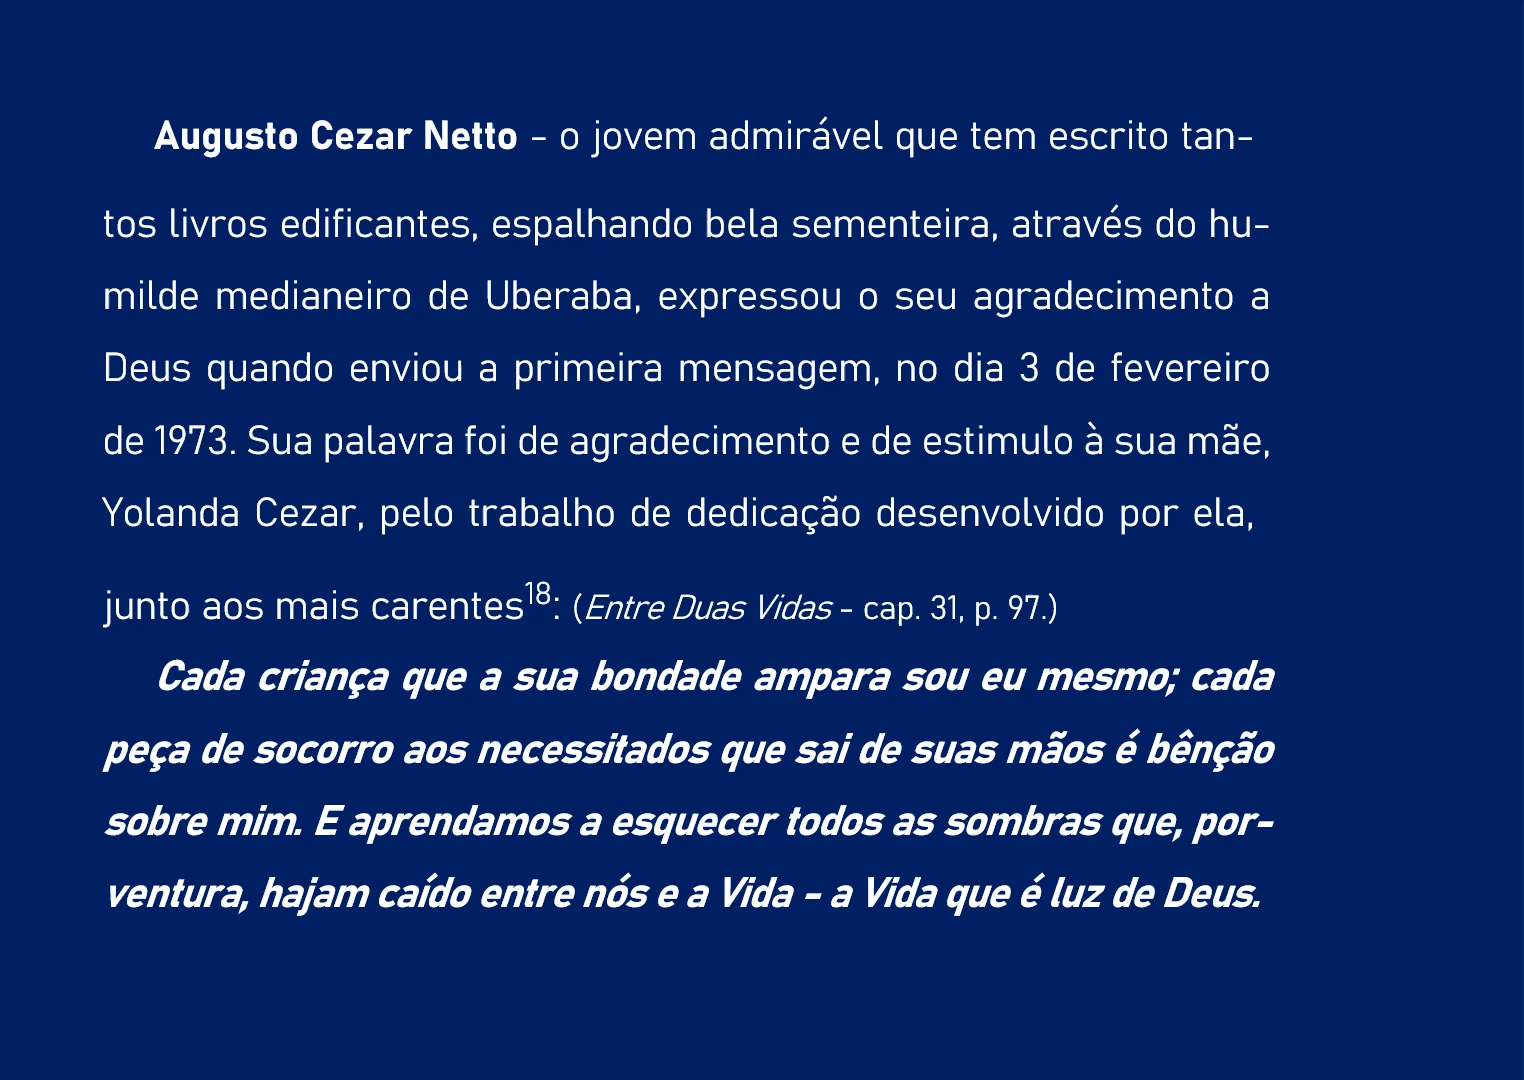 Augusto Cezar Netto - o jovem admirável que tem escrito tan-
tos livros edificantes, espalhando bela sementeira, através do hu-
milde medianeiro de Uberaba, expressou o seu agradecimento a
Deus quando enviou a primeira mensagem, no dia 3 de fevereiro
de 1973. Sua palavra foi de agradecimento e de estimulo à sua mãe,
Yolanda Cezar, pelo trabalho de dedicação desenvolvido por ela,
junto aos mais carentes18: (Entre Duas Vidas - cap. 31, p. 97.)
Cada criança que a sua bondade ampara sou eu mesmo; cada
peça de socorro aos necessitados que sai de suas mãos é bênção
sobre mim. E aprendamos a esquecer todos as sombras que, por-
ventura, hajam caído entre nós e a Vida - a Vida que é luz de Deus.